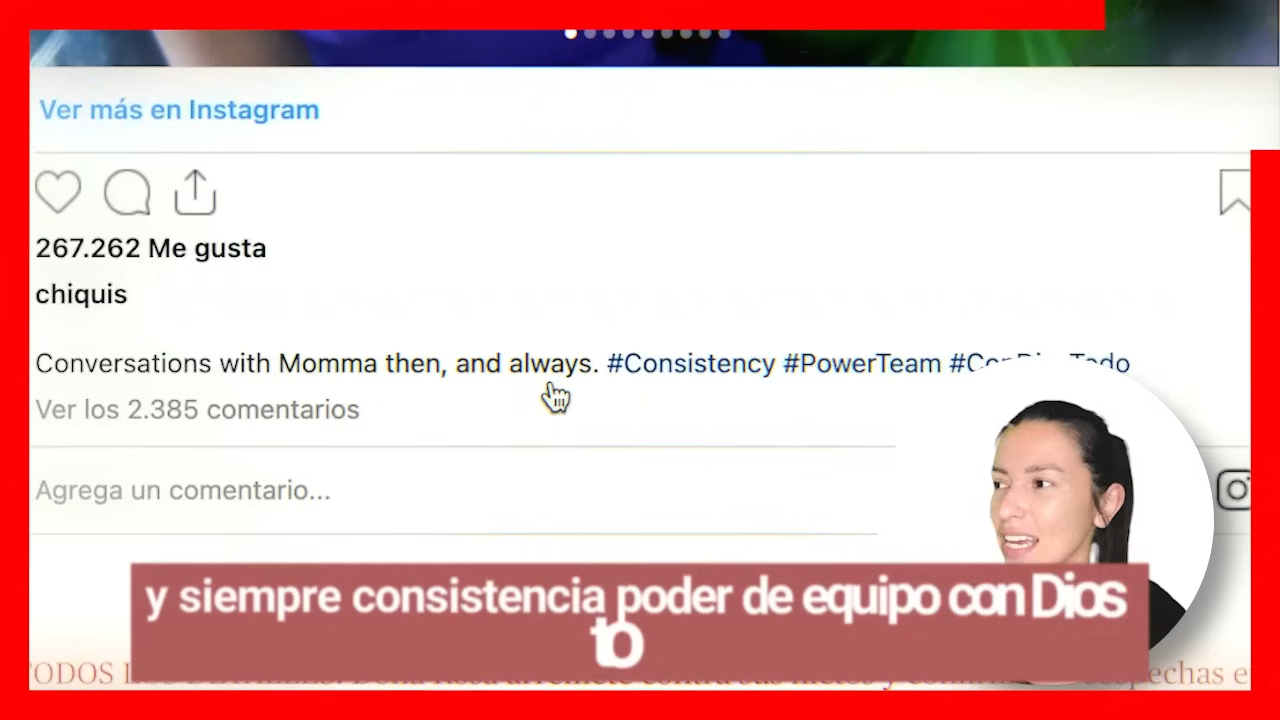 Ver más en Instagram
267.262 Me gusta
chiquis
Conversations with Momma then, and always. #Consistency #PowerTeam
Ver los 2.385 comentarios
Agrega un comentario...
y siempre consistencia poder de equipo con Dios
to